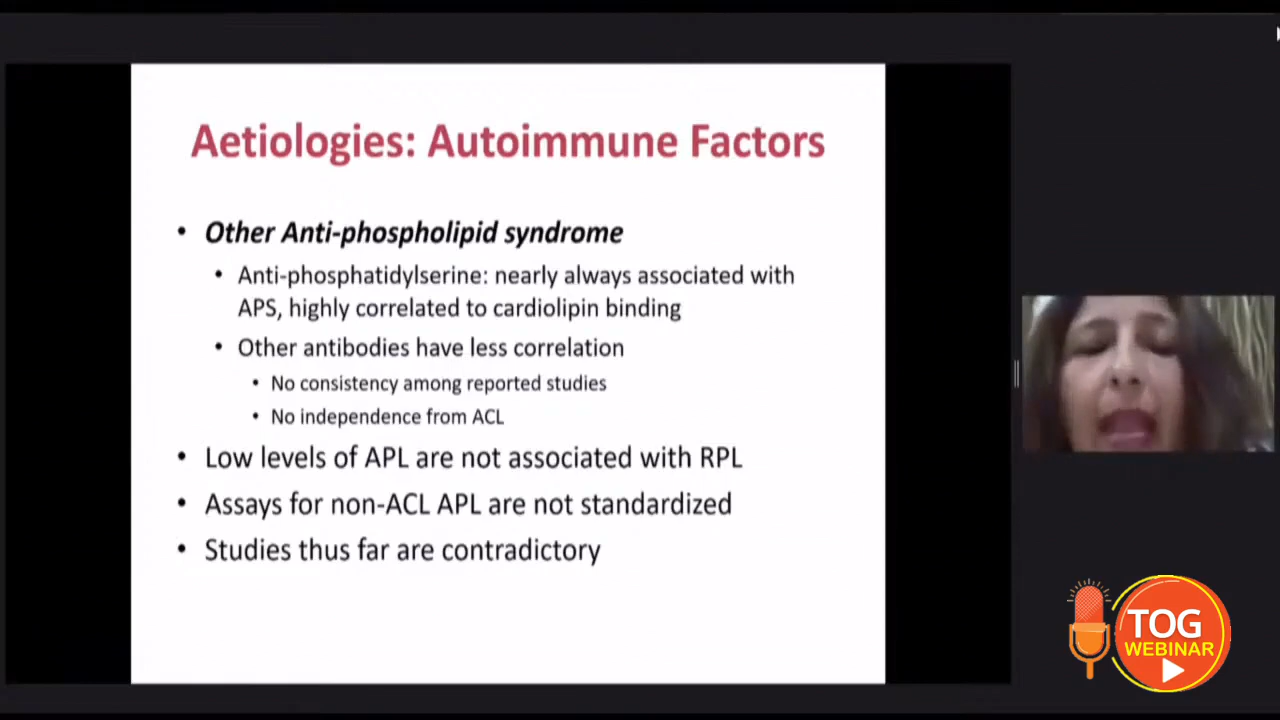 Aetiologies: Autoimmune Factors
• Other Anti-phospholipid syndrome
• Anti-phosphatidylserine: nearly always associated with
APS, highly correlated to cardiolipin binding
• Other antibodies have less correlation
• No consistency among reported studies
• No independence from ACL
• Low levels of APL are not associated with RPL
• Assays for non-ACL APL are not standardized
• Studies thus far are contradictory
TOG
WEBINAR